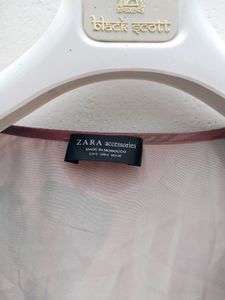 black scott
ZARA accessories
MADE IN MOROCCO